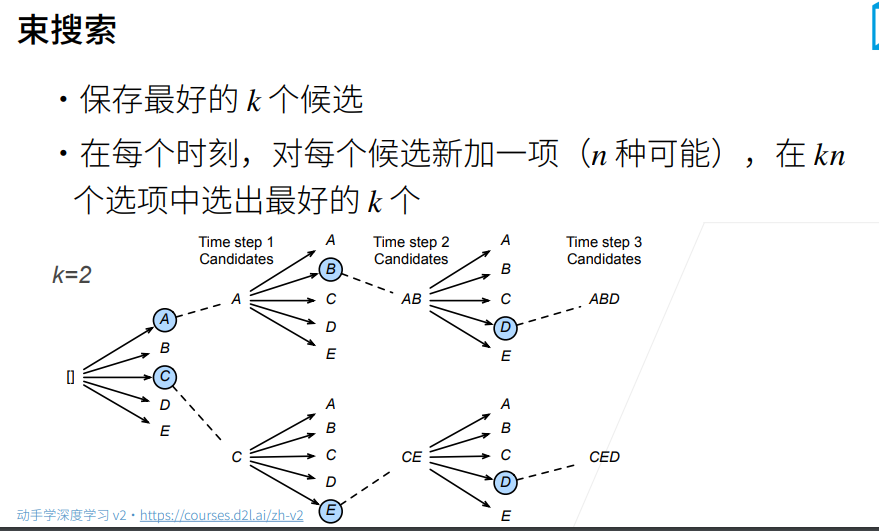 束搜索
• 保存最好的 k 个候选
• 在每个时刻，对每个候选新加一项（n 种可能），在 kn
个选项中选出最好的 k 个
k=2
Time step 1
Candidates
Time step 2
Candidates
Time step 3
Candidates
[]
A
B
C
D
E
A
A
B
C
D
E
AB
A
B
C
D
E
ABD
C
A
B
C
D
E
CE
A
B
C
D
E
CED
动手学深度学习 v2 • https://courses.d2l.ai/zh-v2